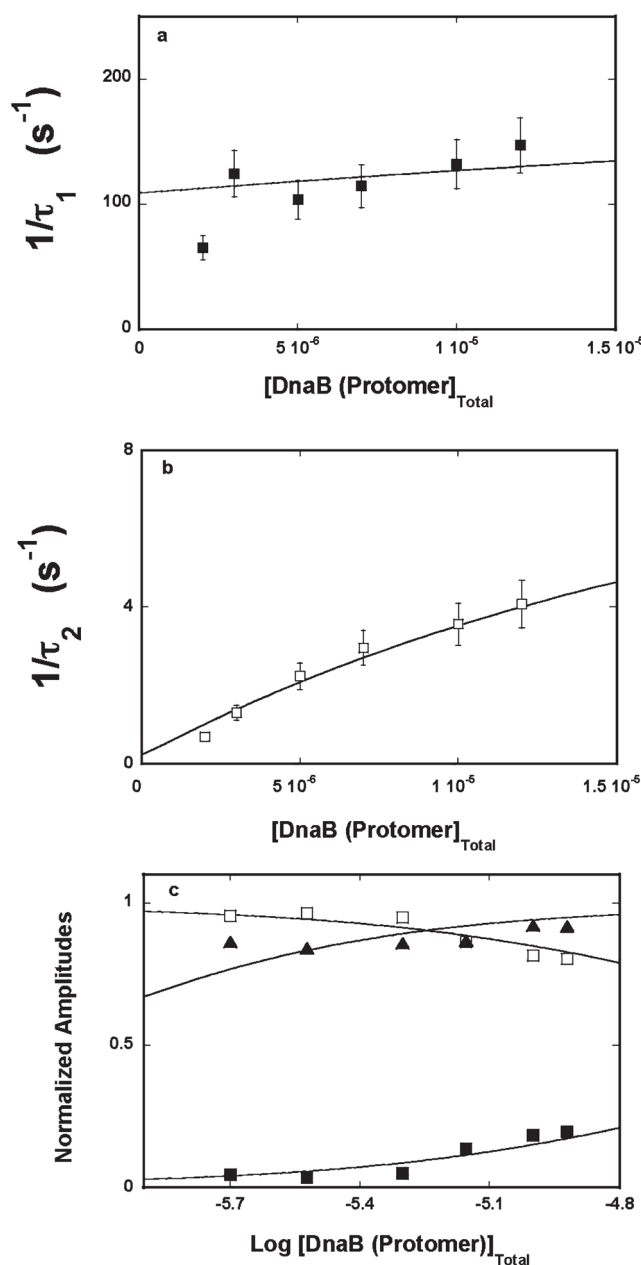 a
200
100
0
1/τ1 (s-1)
0
5 10-6
1 10-5
1.5 10-5
[DnaB (Protomer]Total
b
8
4
0
1/τ2 (s-1)
0
5 10-6
1 10-5
1.5 10-5
[DnaB (Protomer]Total
c
1
0.5
0
Normalized Amplitudes
-5.7
-5.4
-5.1
-4.8
Log [DnaB (Protomer)]Total